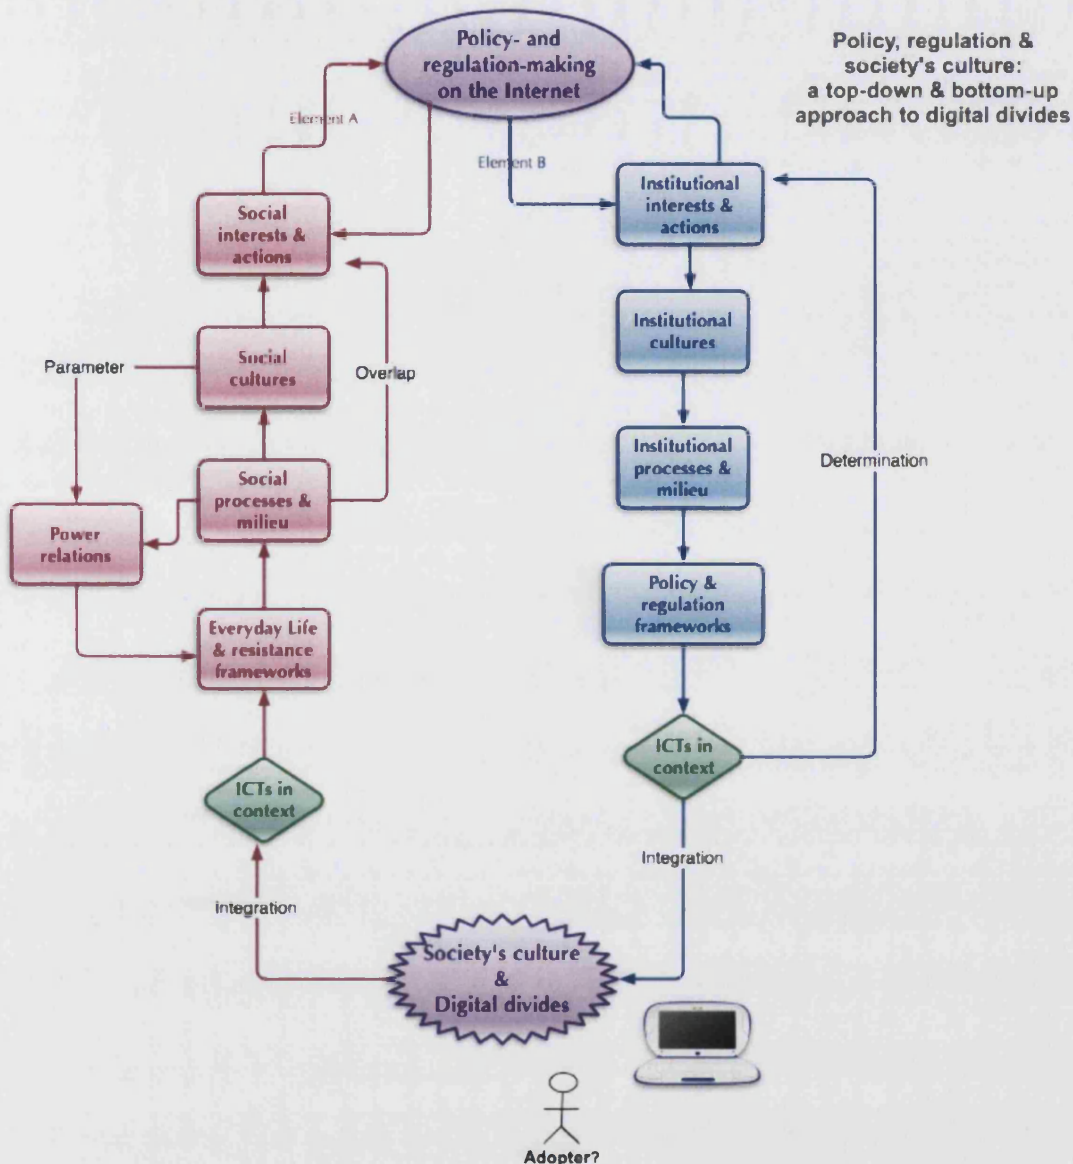 Policy- and
regulation-making
on the Internet
Policy, regulation &
society's culture:
a top-down & bottom-up
approach to digital divides
Element A
Element B
Social
interests &
actions
Institutional
interests &
actions
Social
cultures
Parameter
Overlap
Institutional
cultures
Social
processes &
milieu
Institutional
processes &
milieu
Determination
Power
relations
Everyday Life
& resistance
frameworks
Policy &
regulation
frameworks
ICTs in
context
ICTs in
context
Integration
Integration
Society's culture
&
Digital divides
Adopter?